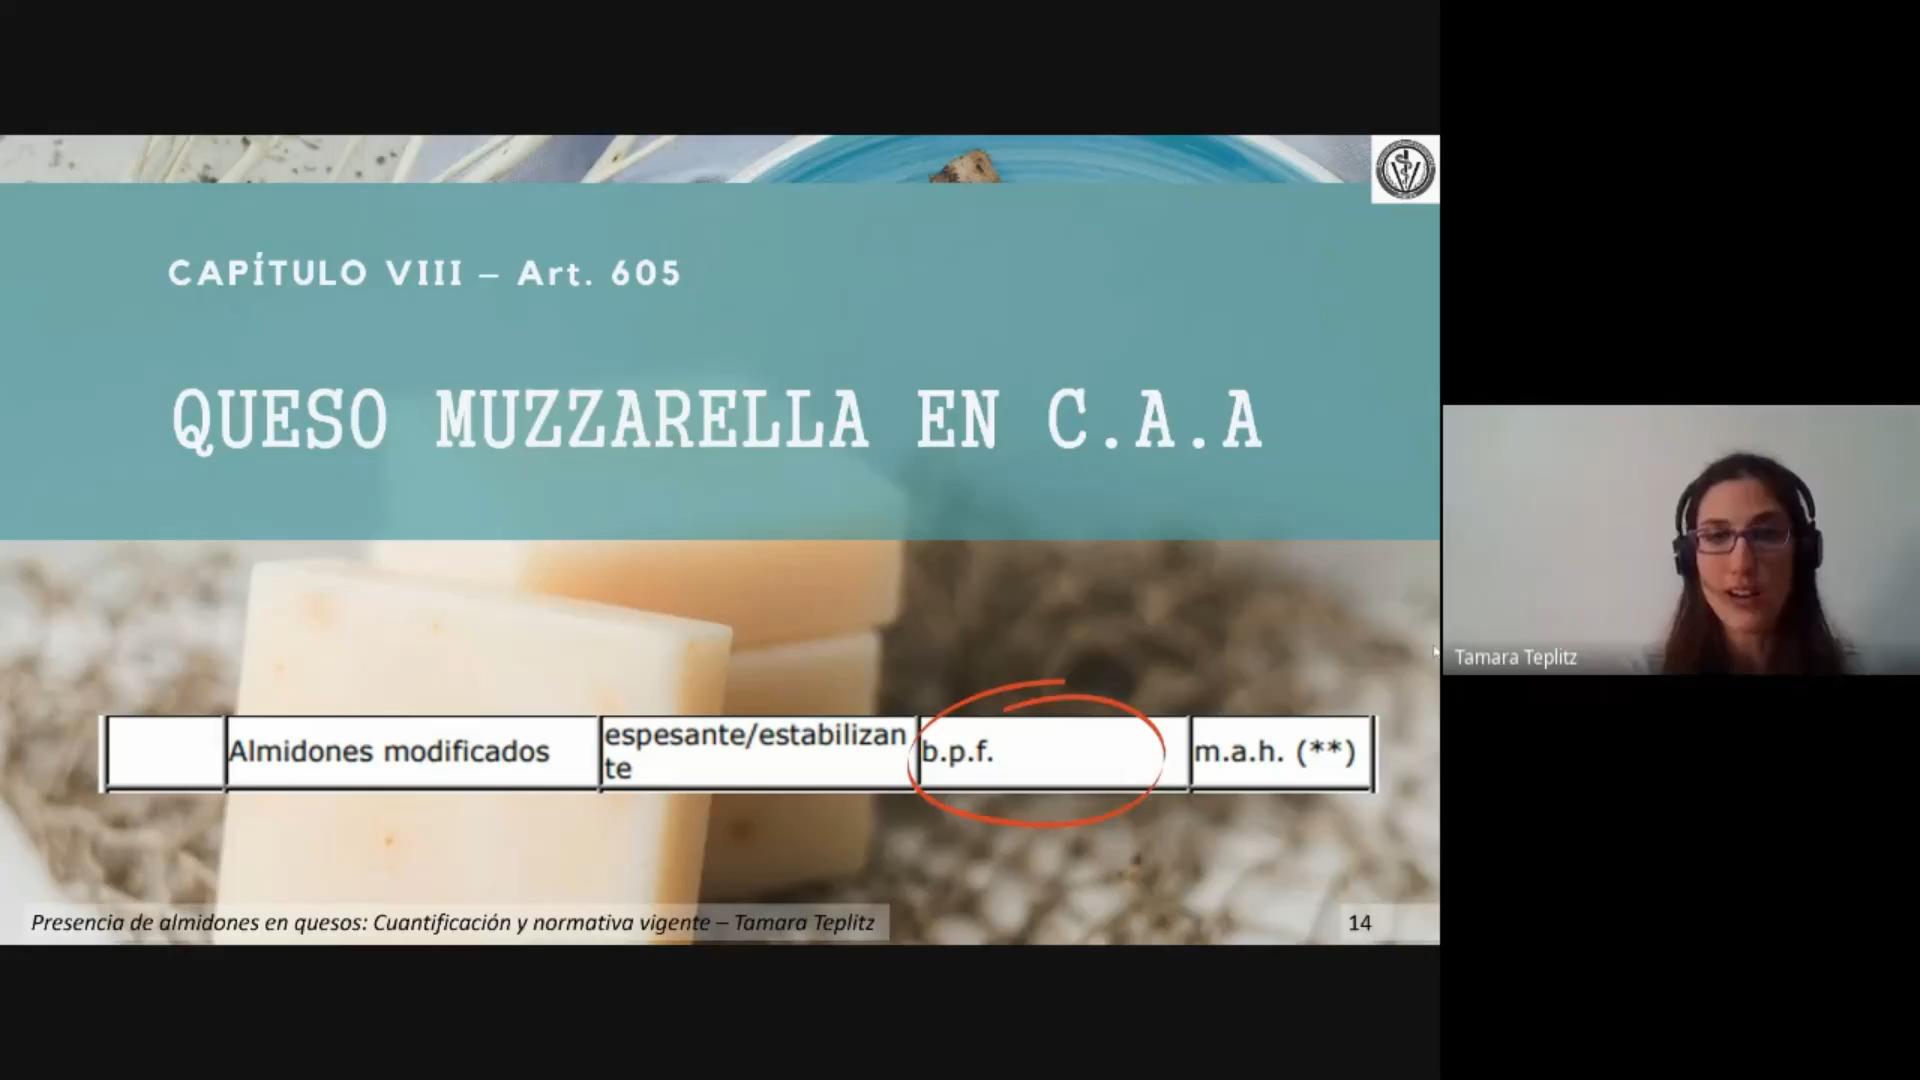 CAPÍTULO VIII – Art. 605
QUESO MUZZARELLA EN C.A.A
Almidones modificados
espesante/estabilizan
te
b.p.f.
m.a.h. (**)
Presencia de almidones en quesos: Cuantificación y normativa vigente – Tamara Teplitz
14
Tamara Teplitz